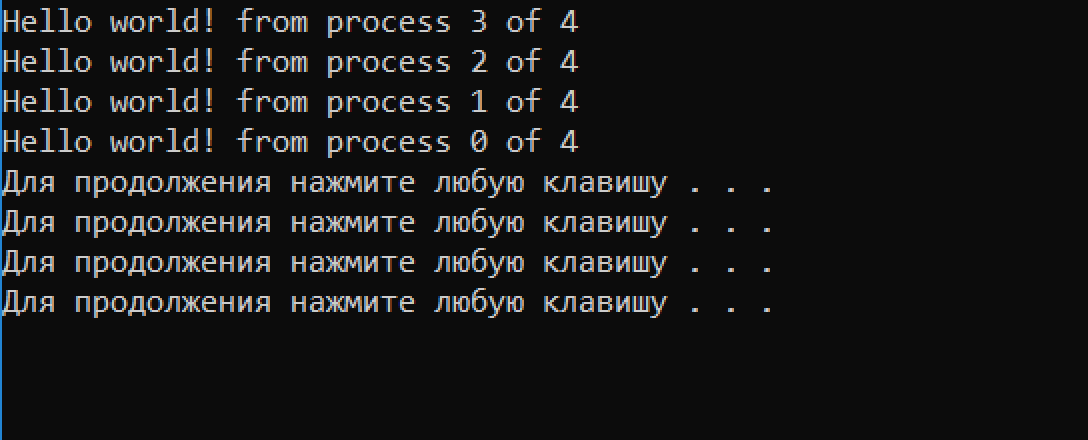 Hello world! from process 3 of 4
Hello world! from process 2 of 4
Hello world! from process 1 of 4
Hello world! from process 0 of 4
Для продолжения нажмите любую клавишу . . .
Для продолжения нажмите любую клавишу . . .
Для продолжения нажмите любую клавишу . . .
Для продолжения нажмите любую клавишу . . .